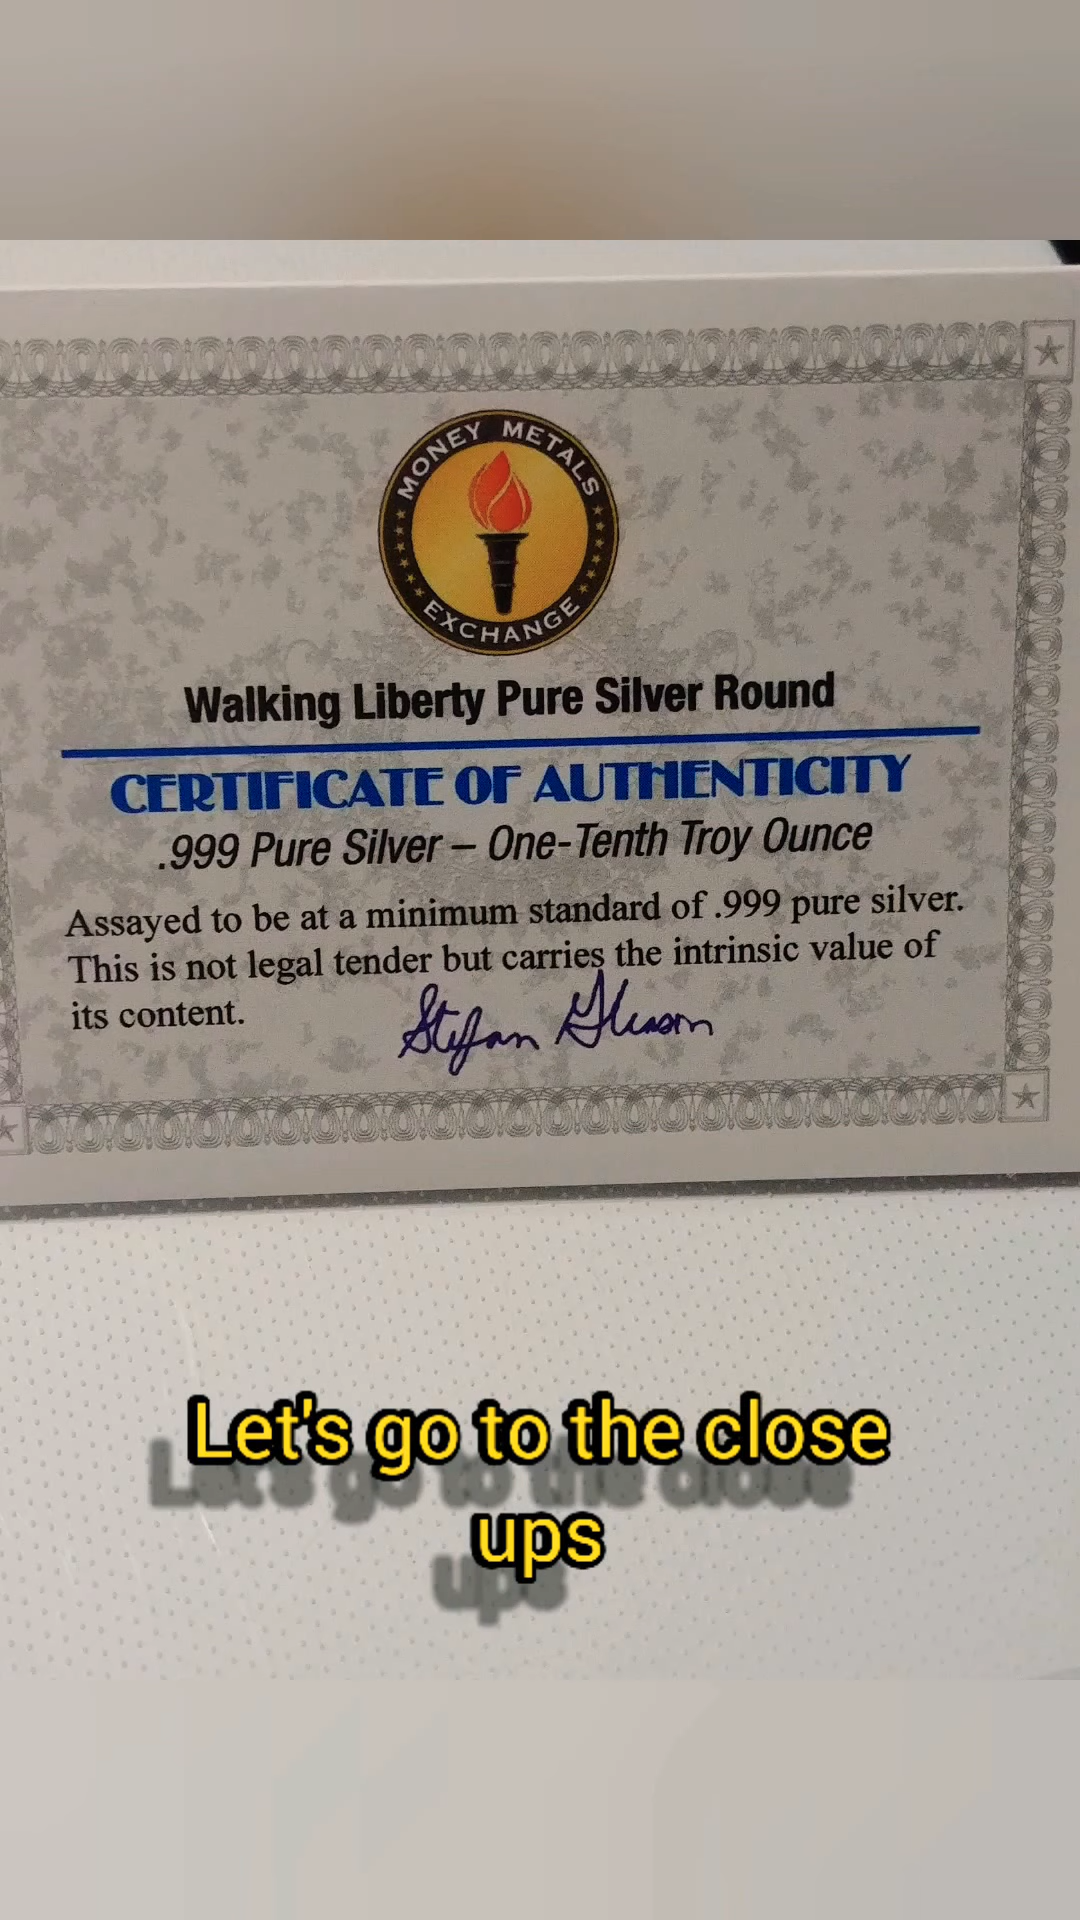 MONEY METALS
EXCHANGE
Walking Liberty Pure Silver Round
CERTIFICATE OF AUTHENTICITY
.999 Pure Silver – One-Tenth Troy Ounce
Assayed to be at a minimum standard of .999 pure silver.
This is not legal tender but carries the intrinsic value of
its content.
Stefan Gleason
Let's go to the close
ups